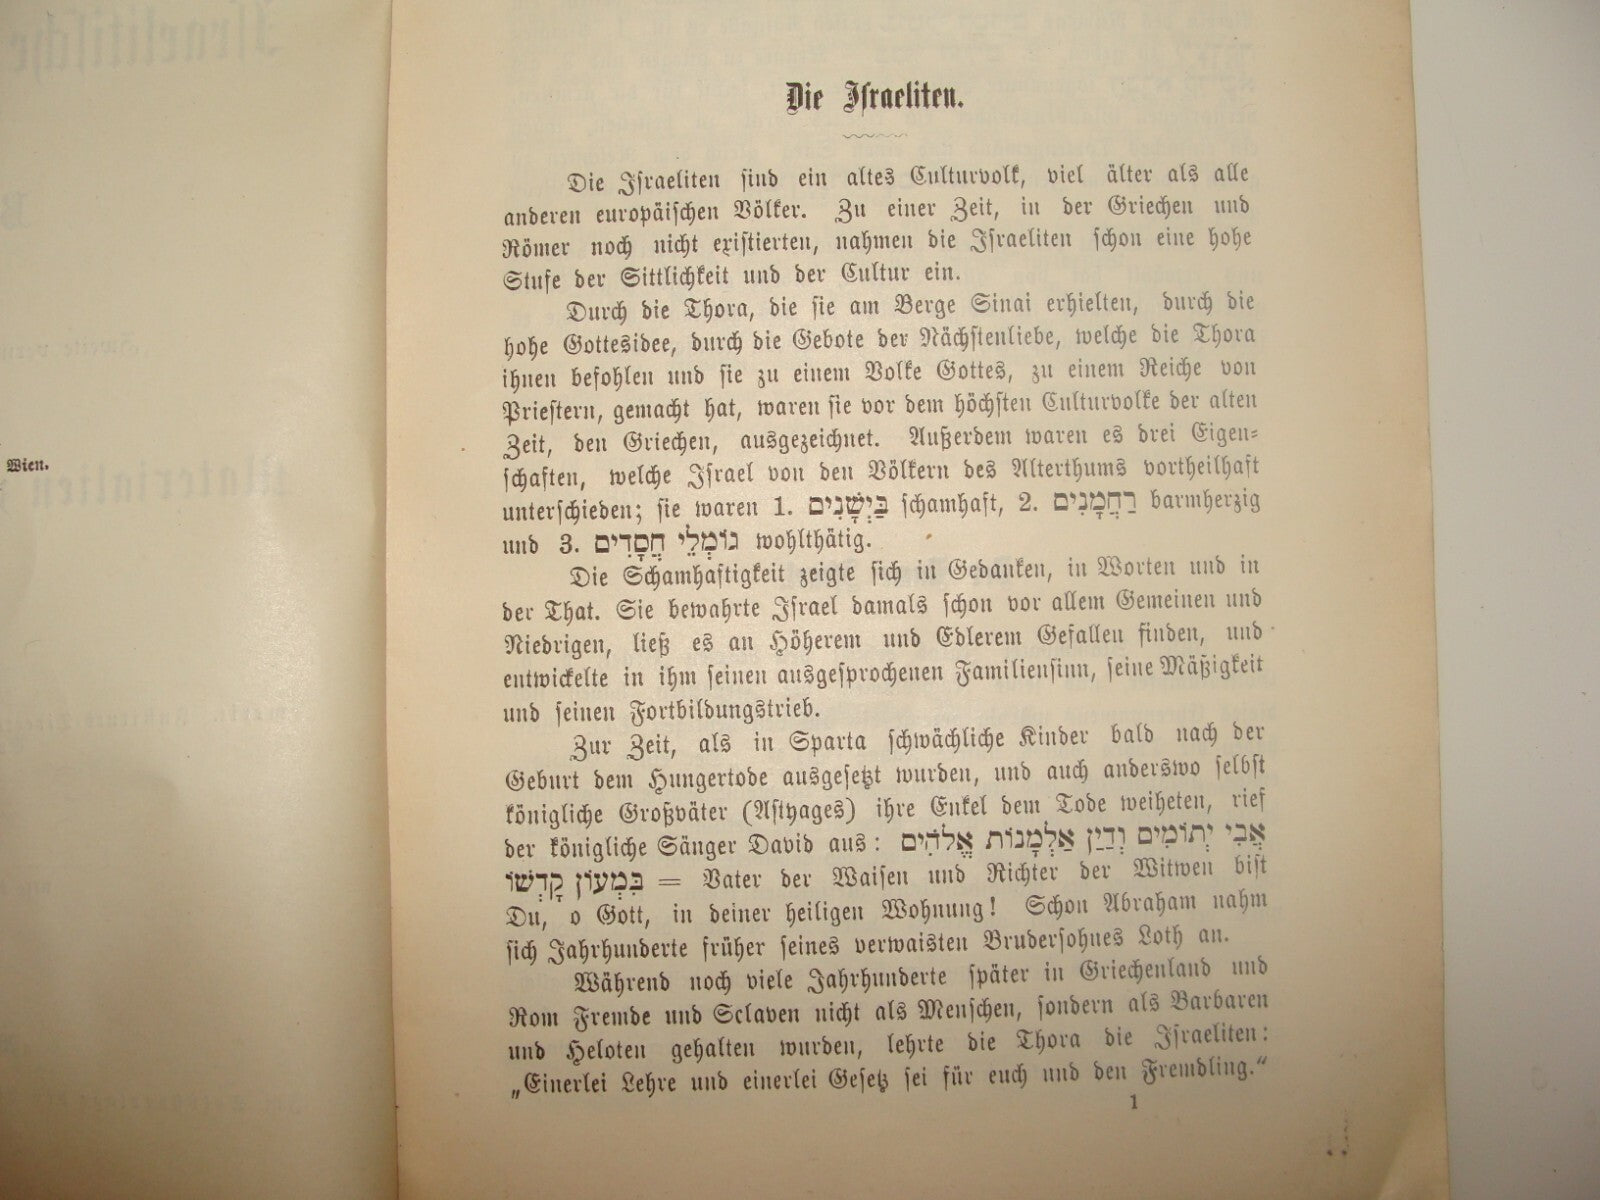 Wien.
Die Israeliten.
Die Israeliten sind ein altes Culturvolk, viel älter als alle
anderen europäischen Völker. Zu einer Zeit, in der Griechen und
Römer noch nicht existierten, nahmen die Israeliten schon eine hohe
Stufe der Sittlichkeit und der Cultur ein.
Durch die Thora, die sie am Berge Sinai erhielten, durch die
hohe Gottesidee, durch die Gebote der Nächstenliebe, welche die Thora
ihnen befohlen und sie zu einem Volke Gottes, zu einem Reiche von
Priestern, gemacht hat, waren sie vor dem höchsten Culturvolke der alten
Zeit, den Griechen, ausgezeichnet. Außerdem waren es drei Eigen-
schaften, welche Israel von den Völkern des Alterthums vortheilhaft
unterschieden; sie waren 1. בַּיְשָׁנִים schamhaft, 2. רַחֲמָנִים barmherzig
und 3. גּוֹמְלֵי חֲסָדִים wohlthätig.
Die Schamhaftigkeit zeigte sich in Gedanken, in Worten und in
der That. Sie bewahrte Israel damals schon vor allem Gemeinen und
Niedrigen, ließ es an Höherem und Edlerem Gefallen finden, und
entwickelte in ihm seinen ausgesprochenen Familiensinn, seine Mäßigkeit
und seinen Fortbildungstrieb.
Zur Zeit, als in Sparta schwächliche Kinder bald nach der
Geburt dem Hungertode ausgesetzt wurden, und auch anderswo selbst
königliche Großväter (Astyages) ihre Enkel dem Tode weiheten, rief
der königliche Sänger David aus: אֲבִי יְתוֹמִים וְדַיַּן אַלְמָנוֹת אֱלֹהִים
בִּמְעוֹן קָדְשׁוֹ = Vater der Waisen und Richter der Witwen bist
Du, o Gott, in deiner heiligen Wohnung! Schon Abraham nahm
sich Jahrhunderte früher seines verwaisten Brudersohnes Loth an.
Während noch viele Jahrhunderte später in Griechenland und
Rom Fremde und Sclaven nicht als Menschen, sondern als Barbaren
und Heloten gehalten wurden, lehrte die Thora die Israeliten:
„Einerlei Lehre und einerlei Gesetz sei für euch und den Fremdling.“
1